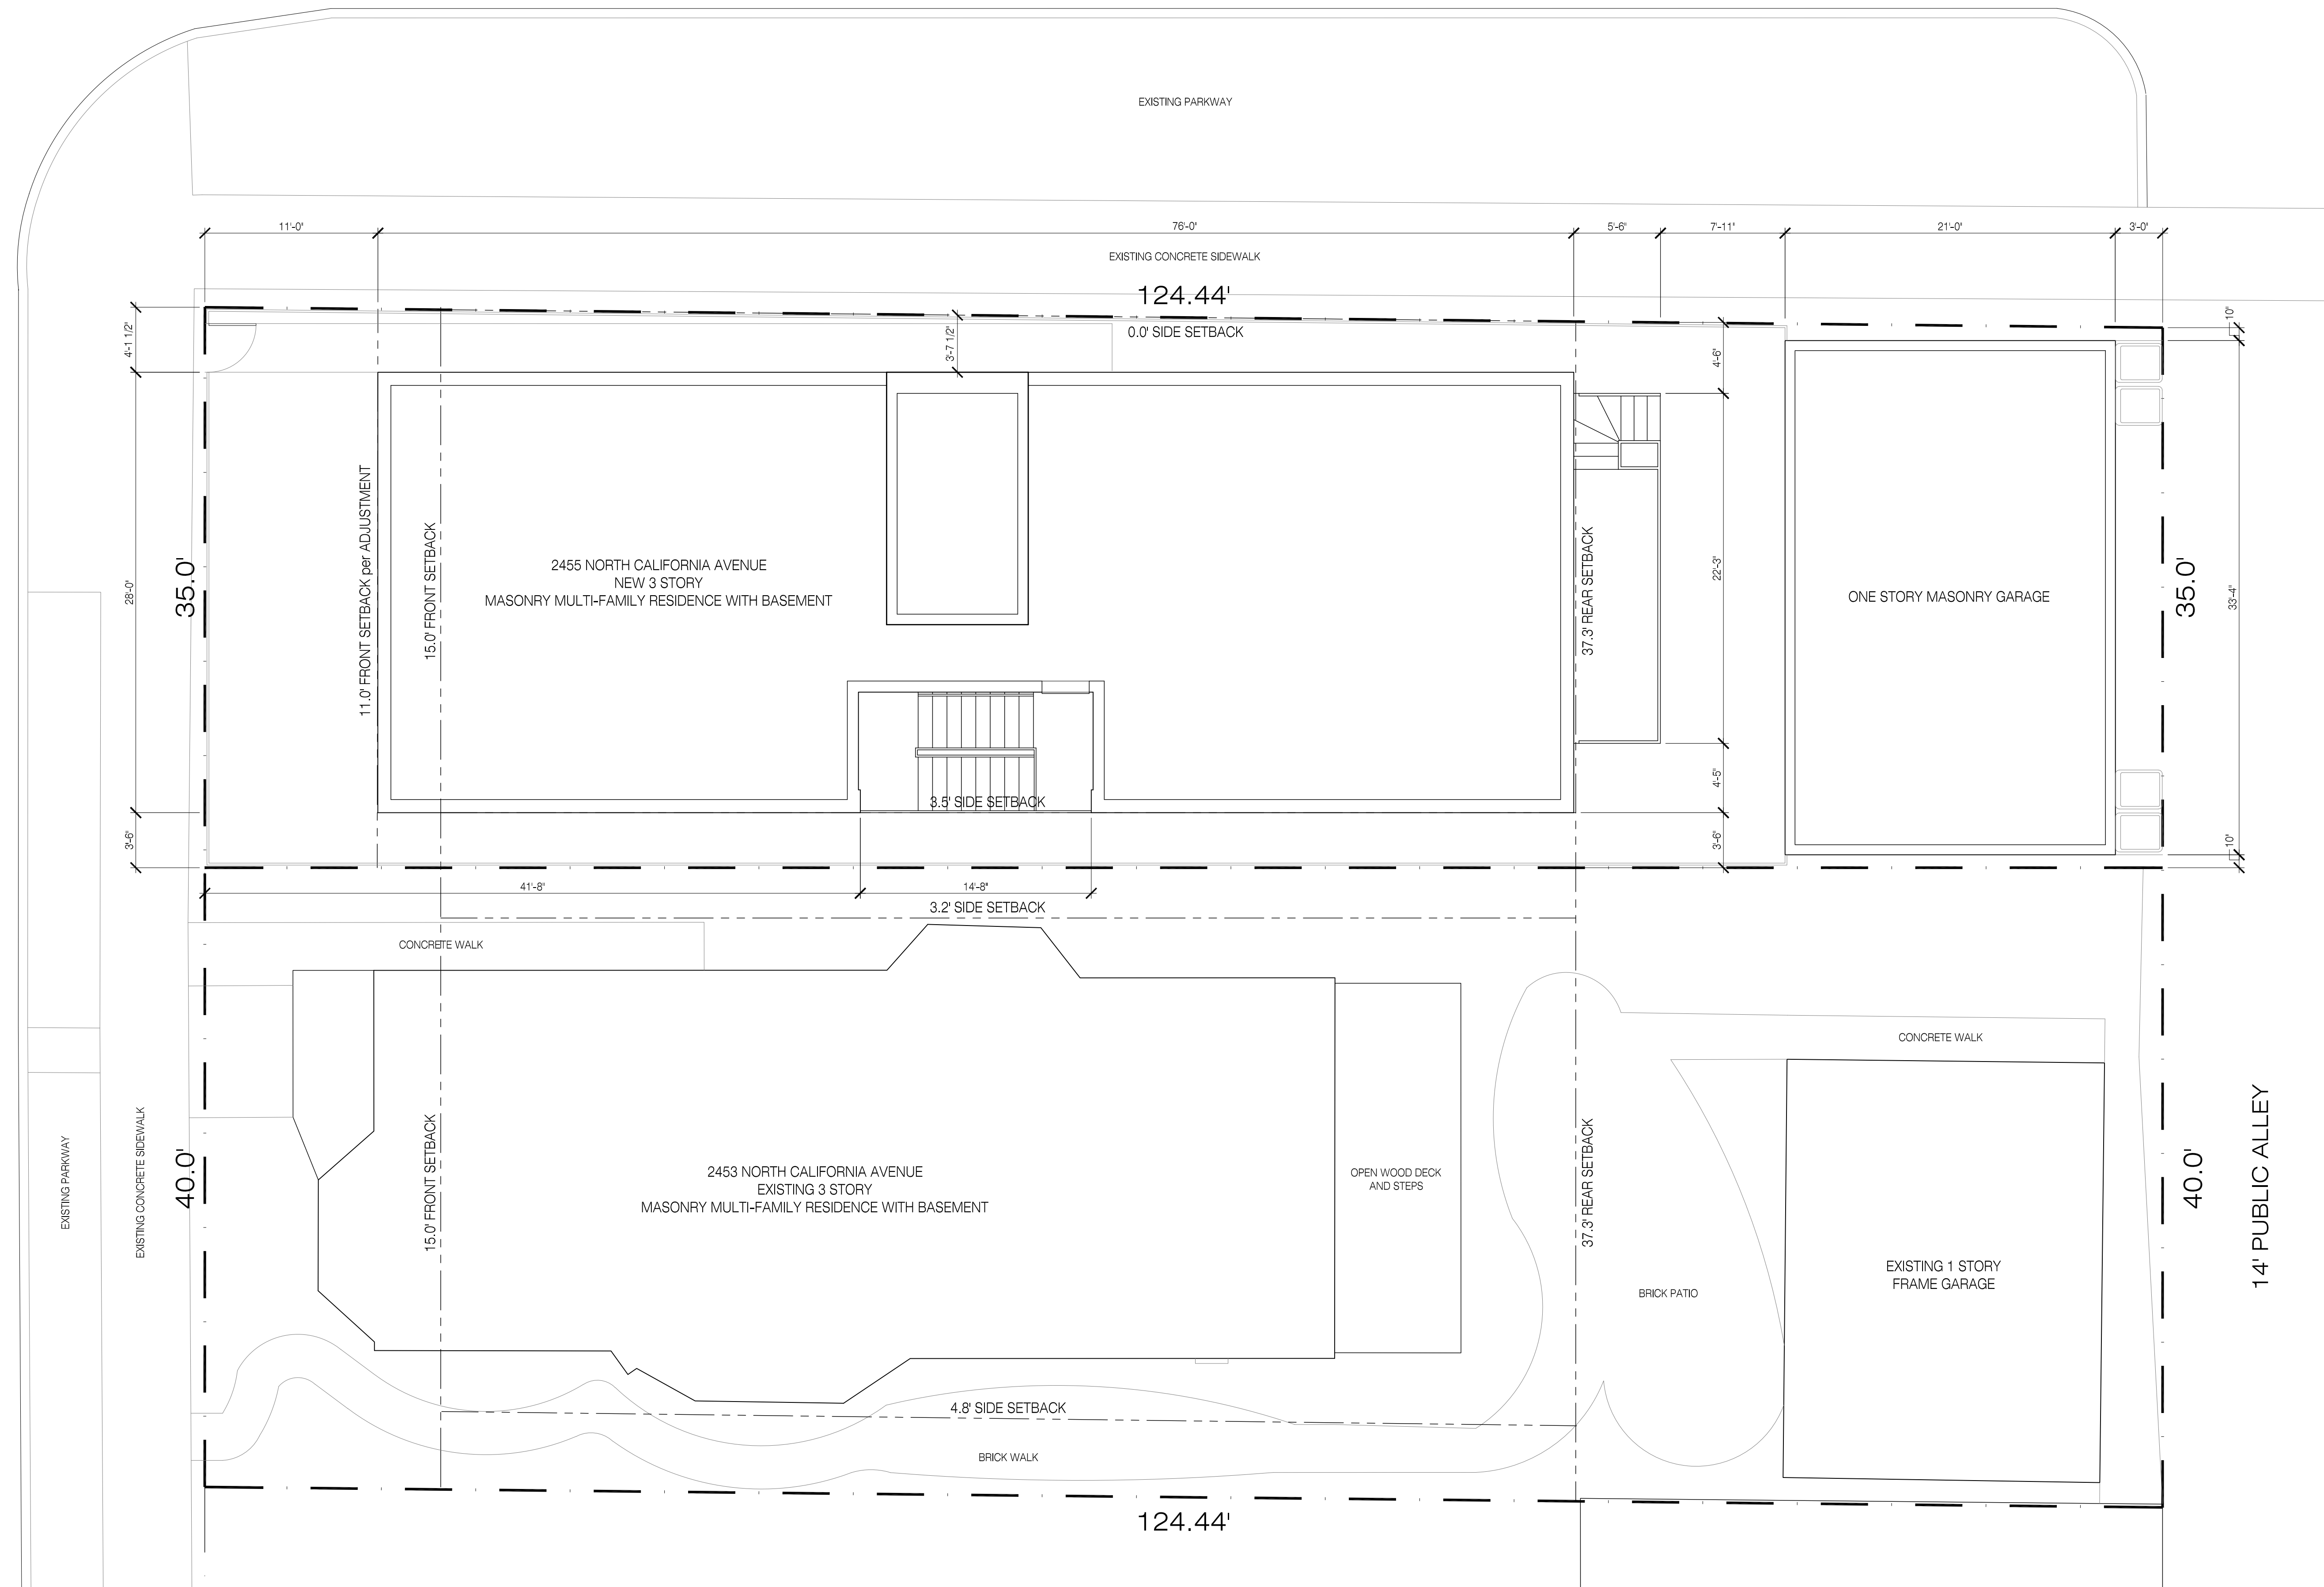 EXISTING PARKWAY
11'-0"
76'-0"
5'-6"
7'-11"
21'-0"
3'-0"
EXISTING CONCRETE SIDEWALK
124.44'
4'-1 1/2"
3'-7 1/2"
0.0' SIDE SETBACK
4'-6"
10"
11.0' FRONT SETBACK per ADJUSTMENT
15.0' FRONT SETBACK
2455 NORTH CALIFORNIA AVENUE
NEW 3 STORY
MASONRY MULTI-FAMILY RESIDENCE WITH BASEMENT
37.3' REAR SETBACK
22'-3"
ONE STORY MASONRY GARAGE
35.0'
28'-0"
35.0'
33'-4"
3.5' SIDE SETBACK
4'-5"
3'-6"
3'-6"
10"
41'-8"
14'-8"
3.2' SIDE SETBACK
CONCRETE WALK
CONCRETE WALK
EXISTING PARKWAY
EXISTING CONCRETE SIDEWALK
40.0'
15.0' FRONT SETBACK
2453 NORTH CALIFORNIA AVENUE
EXISTING 3 STORY
MASONRY MULTI-FAMILY RESIDENCE WITH BASEMENT
OPEN WOOD DECK
AND STEPS
37.3' REAR SETBACK
40.0'
14' PUBLIC ALLEY
BRICK PATIO
EXISTING 1 STORY
FRAME GARAGE
4.8' SIDE SETBACK
BRICK WALK
124.44'